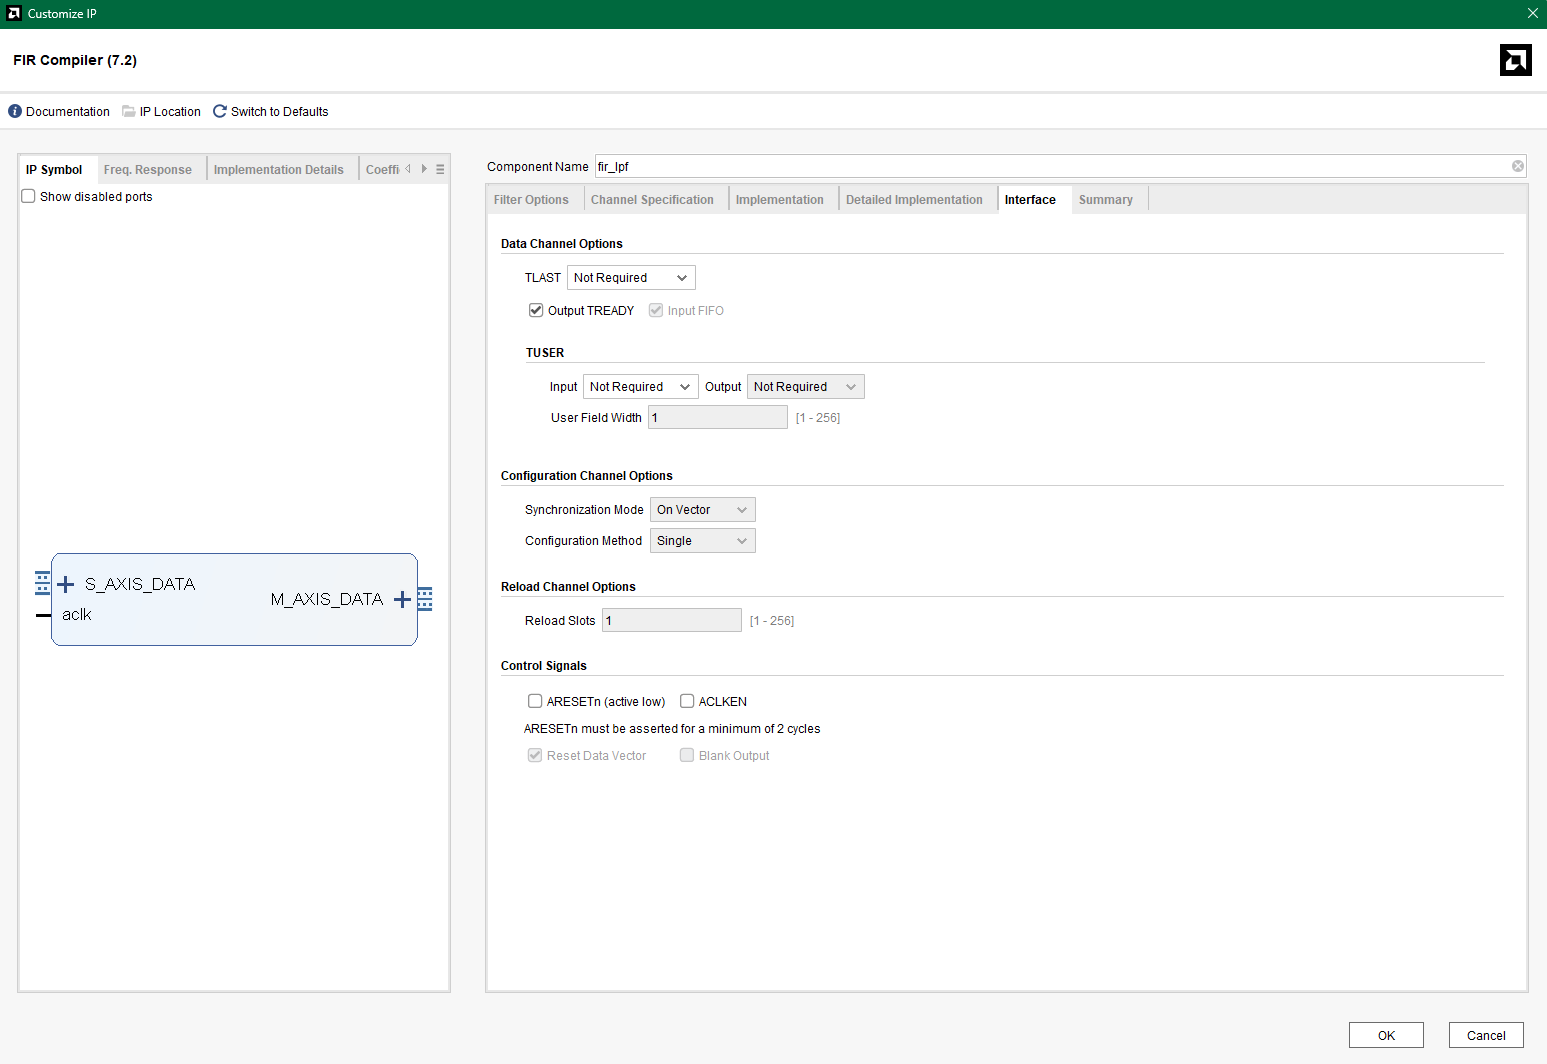 Customize IP
FIR Compiler (7.2)
Documentation IP Location Switch to Defaults
IP Symbol Freq. Response Implementation Details Coeffi
Show disabled ports
S_AXIS_DATA
aclk
M_AXIS_DATA
Component Name fir_lpf
Filter Options Channel Specification Implementation Detailed Implementation Interface Summary
Data Channel Options
TLAST Not Required
Output TREADY Input FIFO
TUSER
Input Not Required Output Not Required
User Field Width 1 [1 - 256]
Configuration Channel Options
Synchronization Mode On Vector
Configuration Method Single
Reload Channel Options
Reload Slots 1 [1 - 256]
Control Signals
ARESETn (active low) ACLKEN
ARESETn must be asserted for a minimum of 2 cycles
Reset Data Vector Blank Output
OK Cancel